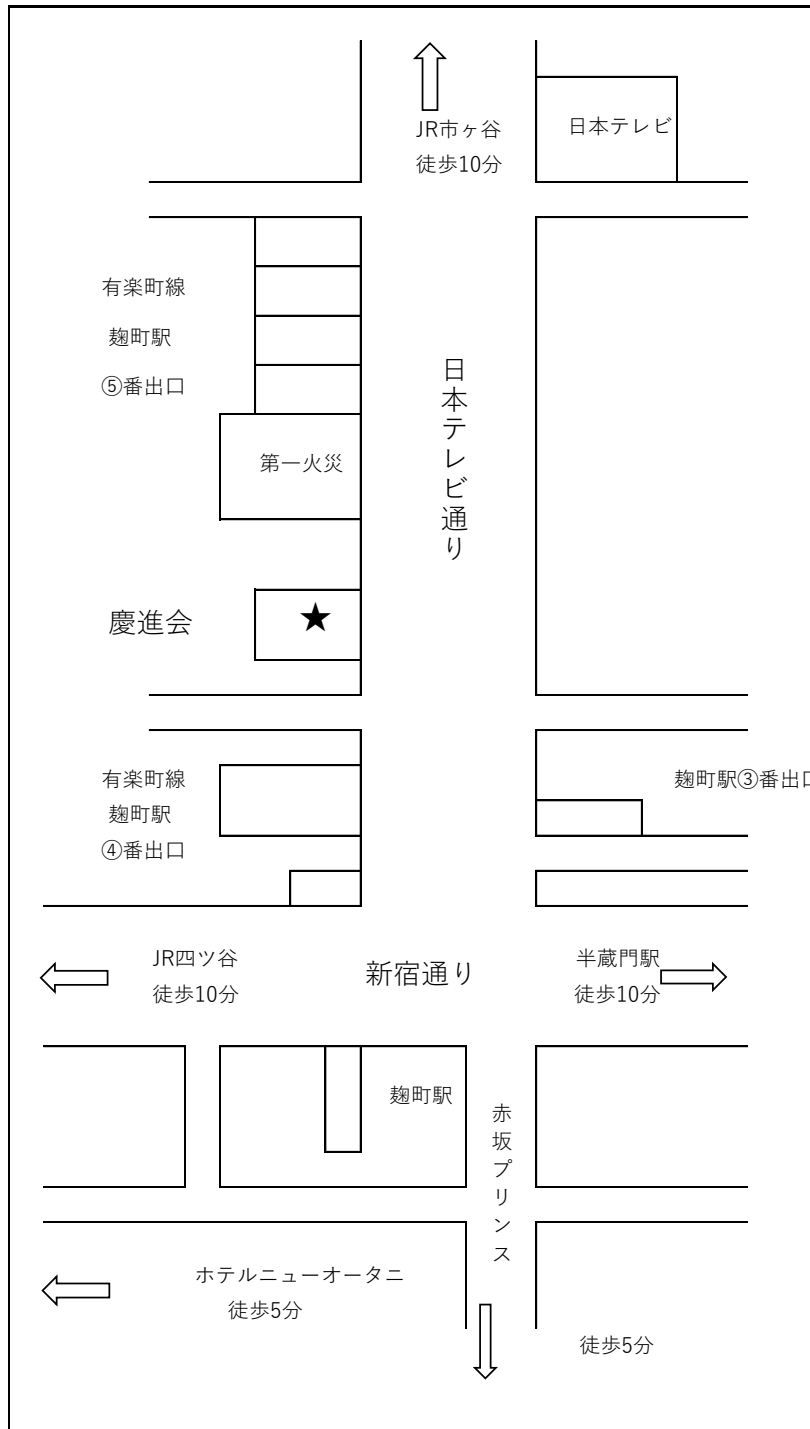 JR市ヶ谷
徒歩10分
日本テレビ
有楽町線
麹町駅
⑤番出口
日本テレビ通り
第一火災
慶進会
★
有楽町線
麹町駅
④番出口
麹町駅③番出口
JR四ツ谷
徒歩10分
新宿通り
半蔵門駅
徒歩10分
麹町駅
赤坂プリンス
ホテルニューオータニ
徒歩5分
徒歩5分